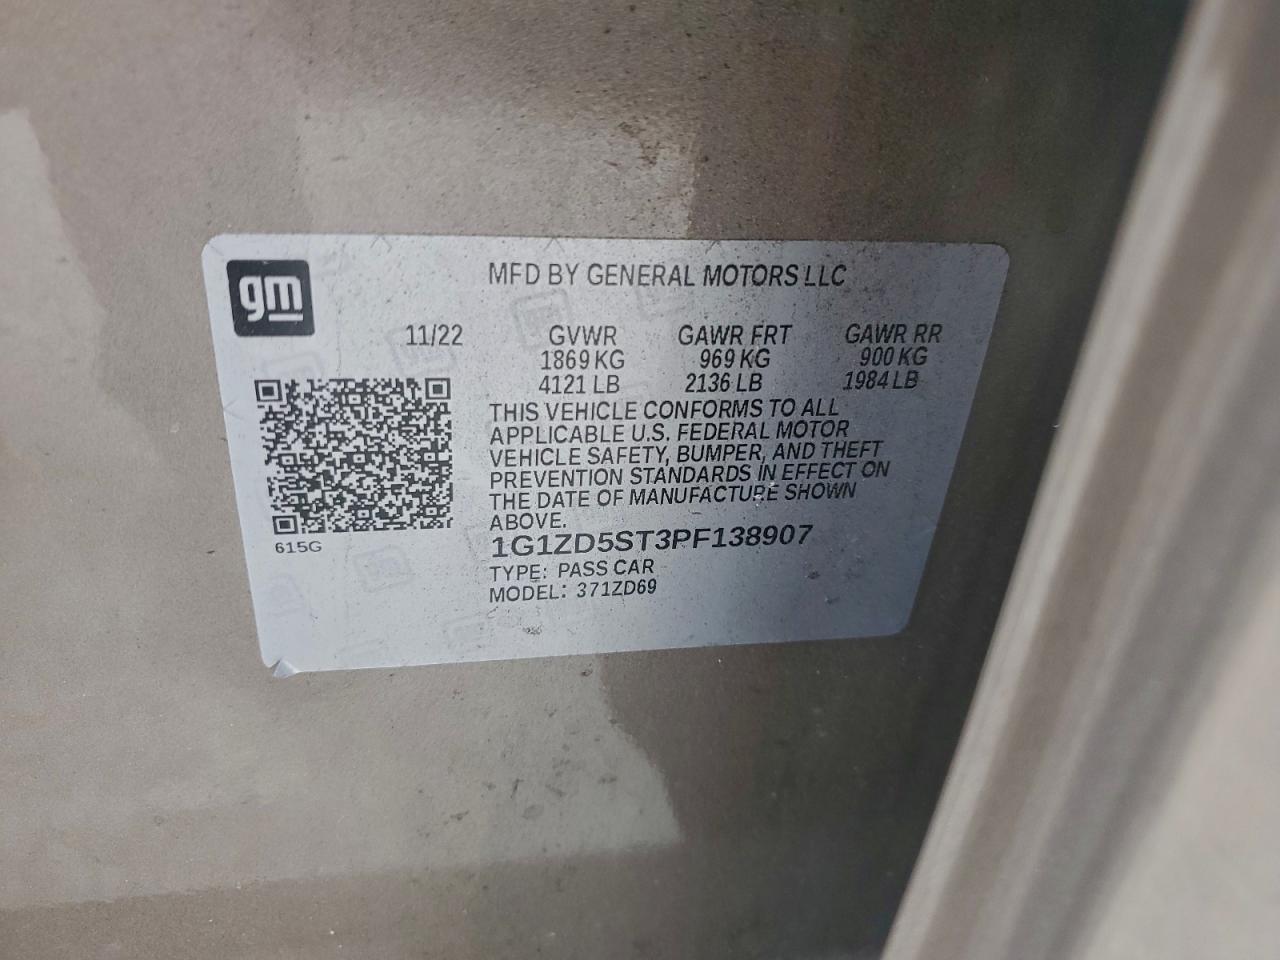 gm
MFD BY GENERAL MOTORS LLC
11/22 GVWR GAWR FRT GAWR RR
1869 KG 969 KG 900 KG
4121 LB 2136 LB 1984 LB
THIS VEHICLE CONFORMS TO ALL
APPLICABLE U.S. FEDERAL MOTOR
VEHICLE SAFETY, BUMPER, AND THEFT
PREVENTION STANDARDS IN EFFECT ON
THE DATE OF MANUFACTURE SHOWN
ABOVE.
615G
1G1ZD5ST3PF138907
TYPE: PASS CAR
MODEL: 371ZD69